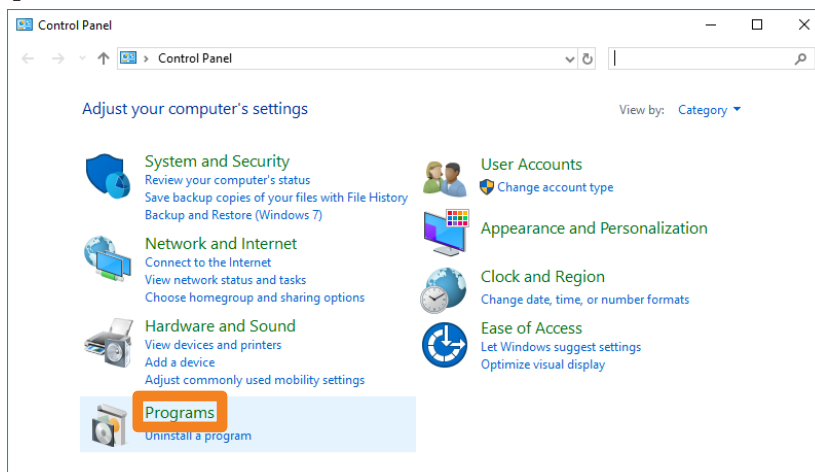 Control Panel
Control Panel
Adjust your computer's settings
View by: Category
System and Security
Review your computer's status
Save backup copies of your files with File History
Backup and Restore (Windows 7)
Network and Internet
Connect to the Internet
View network status and tasks
Choose homegroup and sharing options
Hardware and Sound
View devices and printers
Add a device
Adjust commonly used mobility settings
Programs
Uninstall a program
User Accounts
Change account type
Appearance and Personalization
Clock and Region
Change date, time, or number formats
Ease of Access
Let Windows suggest settings
Optimize visual display